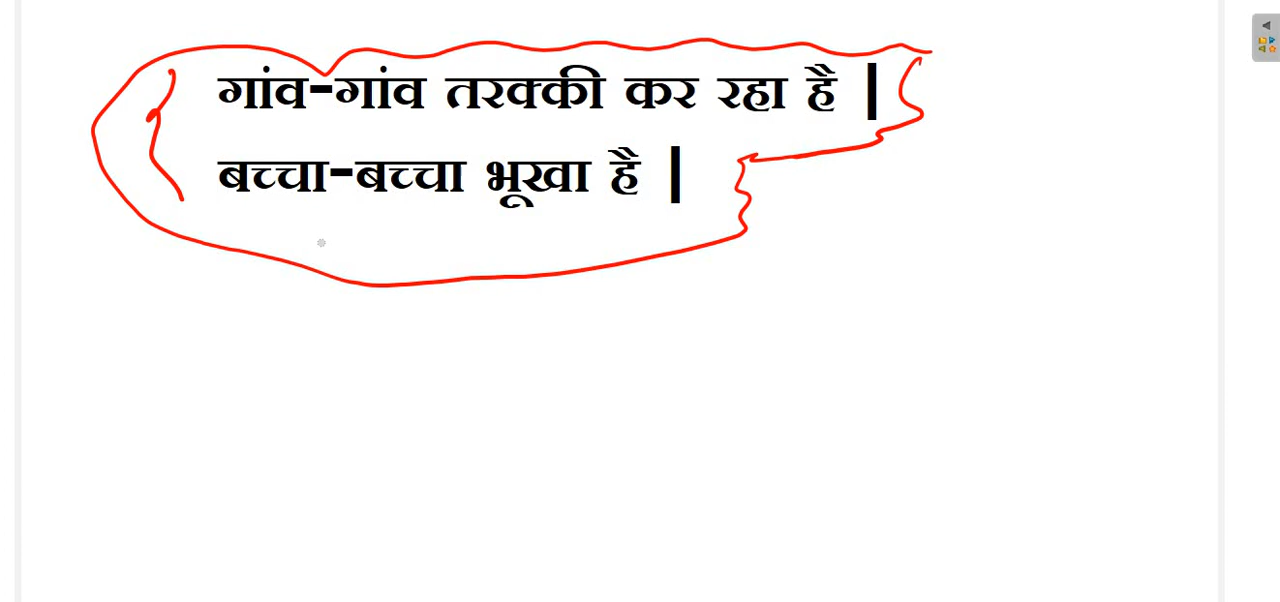 गांव-गांव तरक्की कर रहा है |
बच्चा-बच्चा भूखा है |